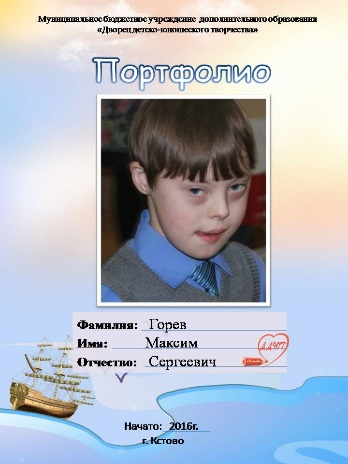 Муниципальное бюджетное учреждение дополнительного образования
«Дворец детско-юношеского творчества»
Портфолио
Фамилия: Горев
Имя: Максим
ДДЮТ
Отчество: Сергеевич
Начато: 2016г.
г. Кстово